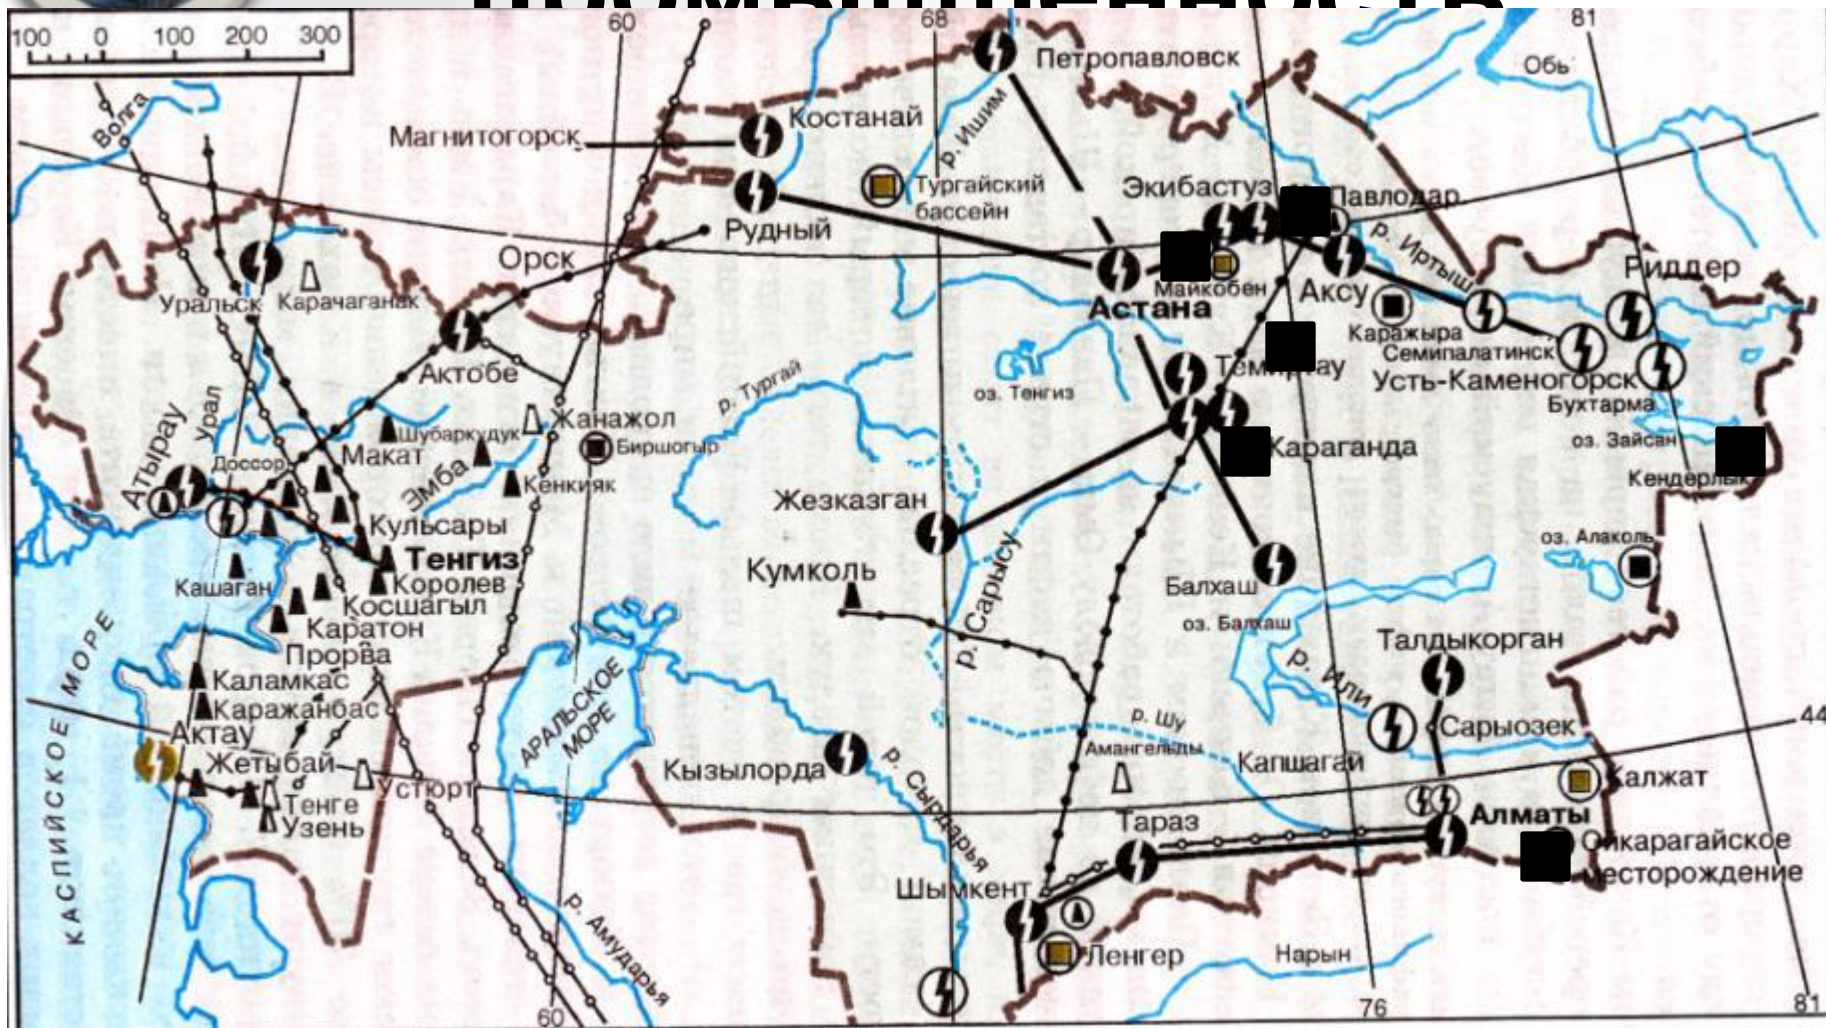 60
68
81
100 0 100 200 300
Петропавловск
Обь
Волга
Магнитогорск
Костанай
р. Ишим
Тургайский
бассейн
Экибастуз
Павлодар
Рудный
р. Иртыш
Орск
Уральск
Карачаганак
Майкобен
Аксу
Риддер
Астана
Каражыра
Семипалатинск
Актобе
р. Тургай
оз. Тенгиз
Усть-Каменогорск
Бухтарма
Урал
Атырау
Шубаркудук
Жанажол
Биршогыр
оз. Зайсан
Доссор
Макат
Эмба
Кенкияк
Караганда
Кендерлык
Жезказган
Кульсары
Тенгиз
Кашаган
Королев
Косшагыл
Каратон
Прорва
Кумколь
р. Сарысу
Балхаш
оз. Балхаш
оз. Алаколь
Талдыкорган
КАСПИЙСКОЕ МОРЕ
Каламкас
Каражанбас
АРАЛЬСКОЕ
МОРЕ
р. Или
р. Шу
Сарыозек
44
Актау
Жетыбай
Устюрт
Тенге
Узень
Кызылорда
р. Сырдарья
Амангельды
Капшагай
Калжат
Тараз
Алматы
месторождение
Шымкент
р. Амударья
Ленгер
Нарын
60
76
81